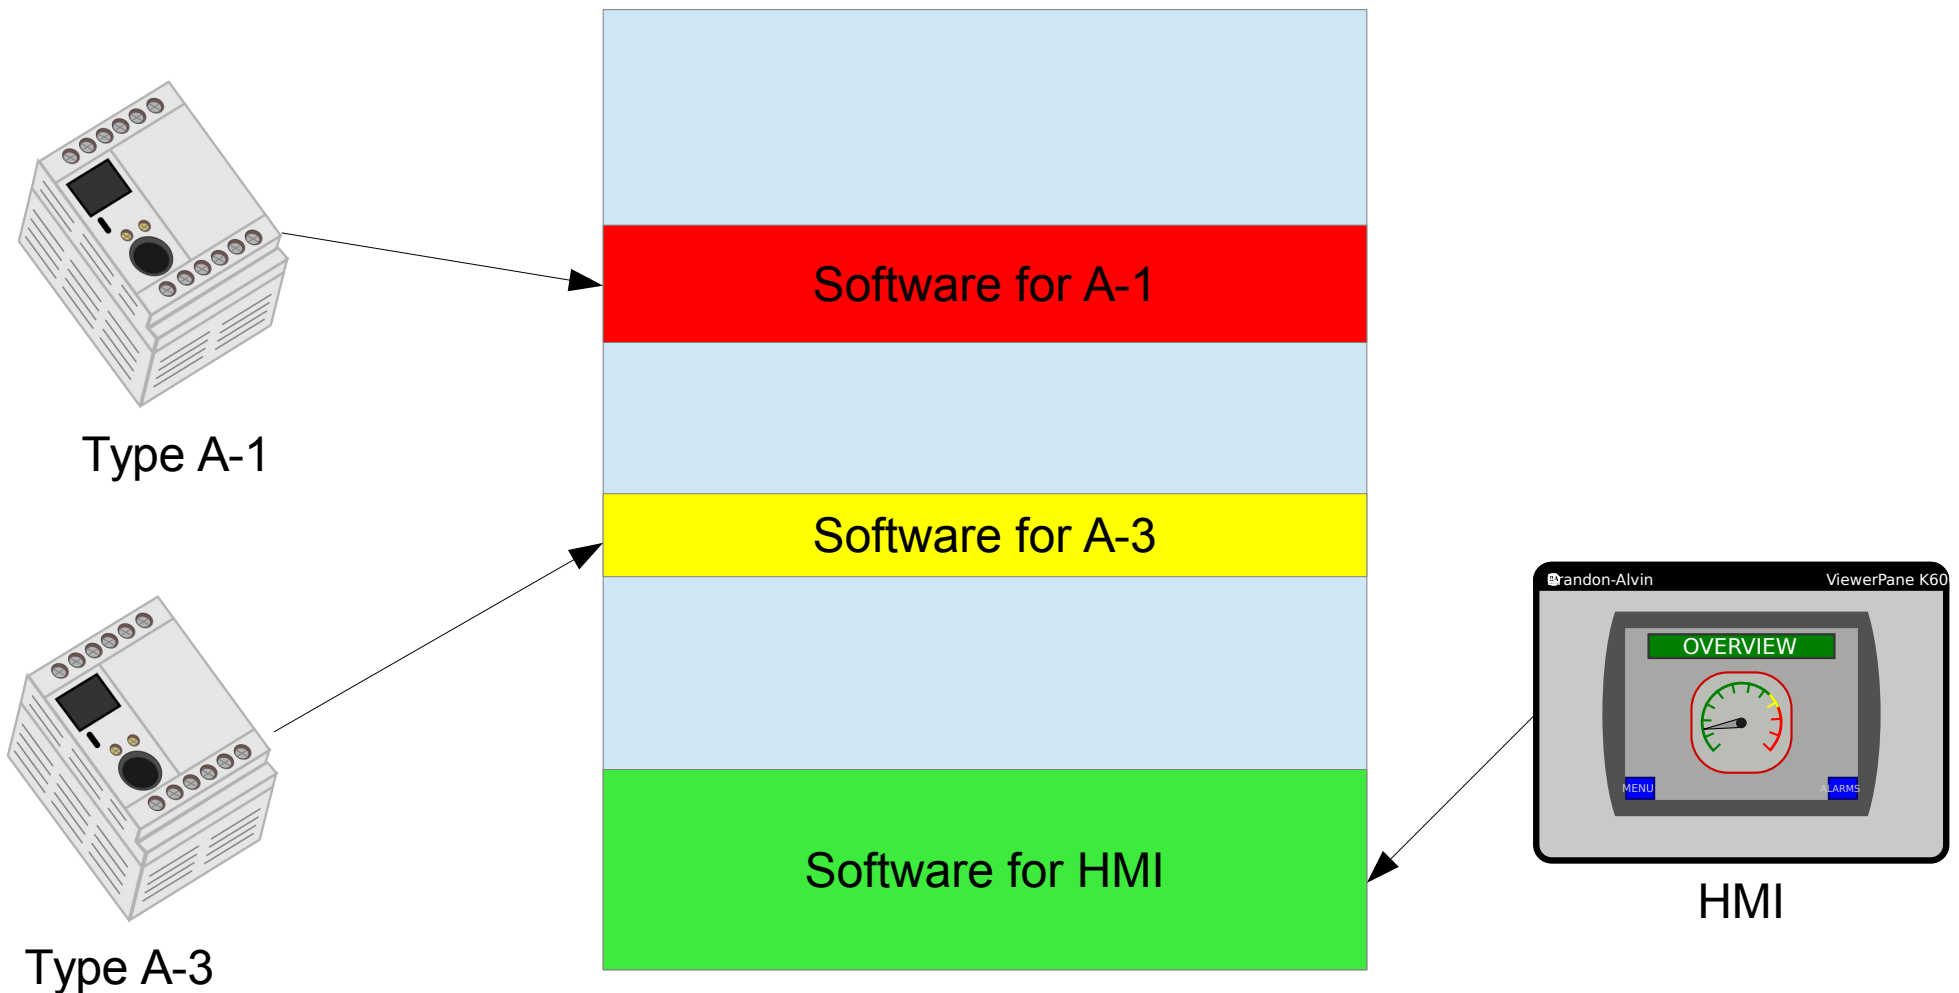 Software for A-1
Type A-1
Software for A-3
Brandon-Alvin
ViewerPane K60
OVERVIEW
MENU
ALARMS
Software for HMI
HMI
Type A-3